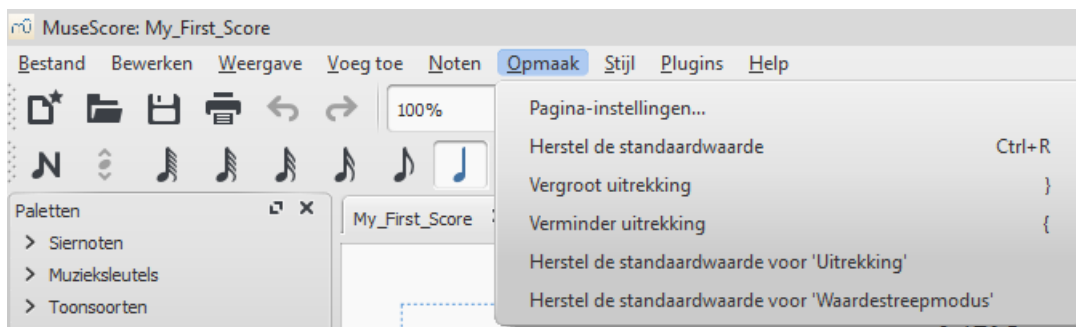 MuseScore: My_First_Score
Bestand Bewerken Weergave Voeg toe Noten Opmaak Stijl Plugins Help
100%
Pagina-instellingen...
Herstel de standaardwaarde Ctrl+R
Vergroot uitrekking }
Paletten
My_First_Score
Verminder uitrekking {
Siernoten
Herstel de standaardwaarde voor 'Uitrekking'
Muzieksleutels
Herstel de standaardwaarde voor 'Waardestreepmodus'
Toonsoorten